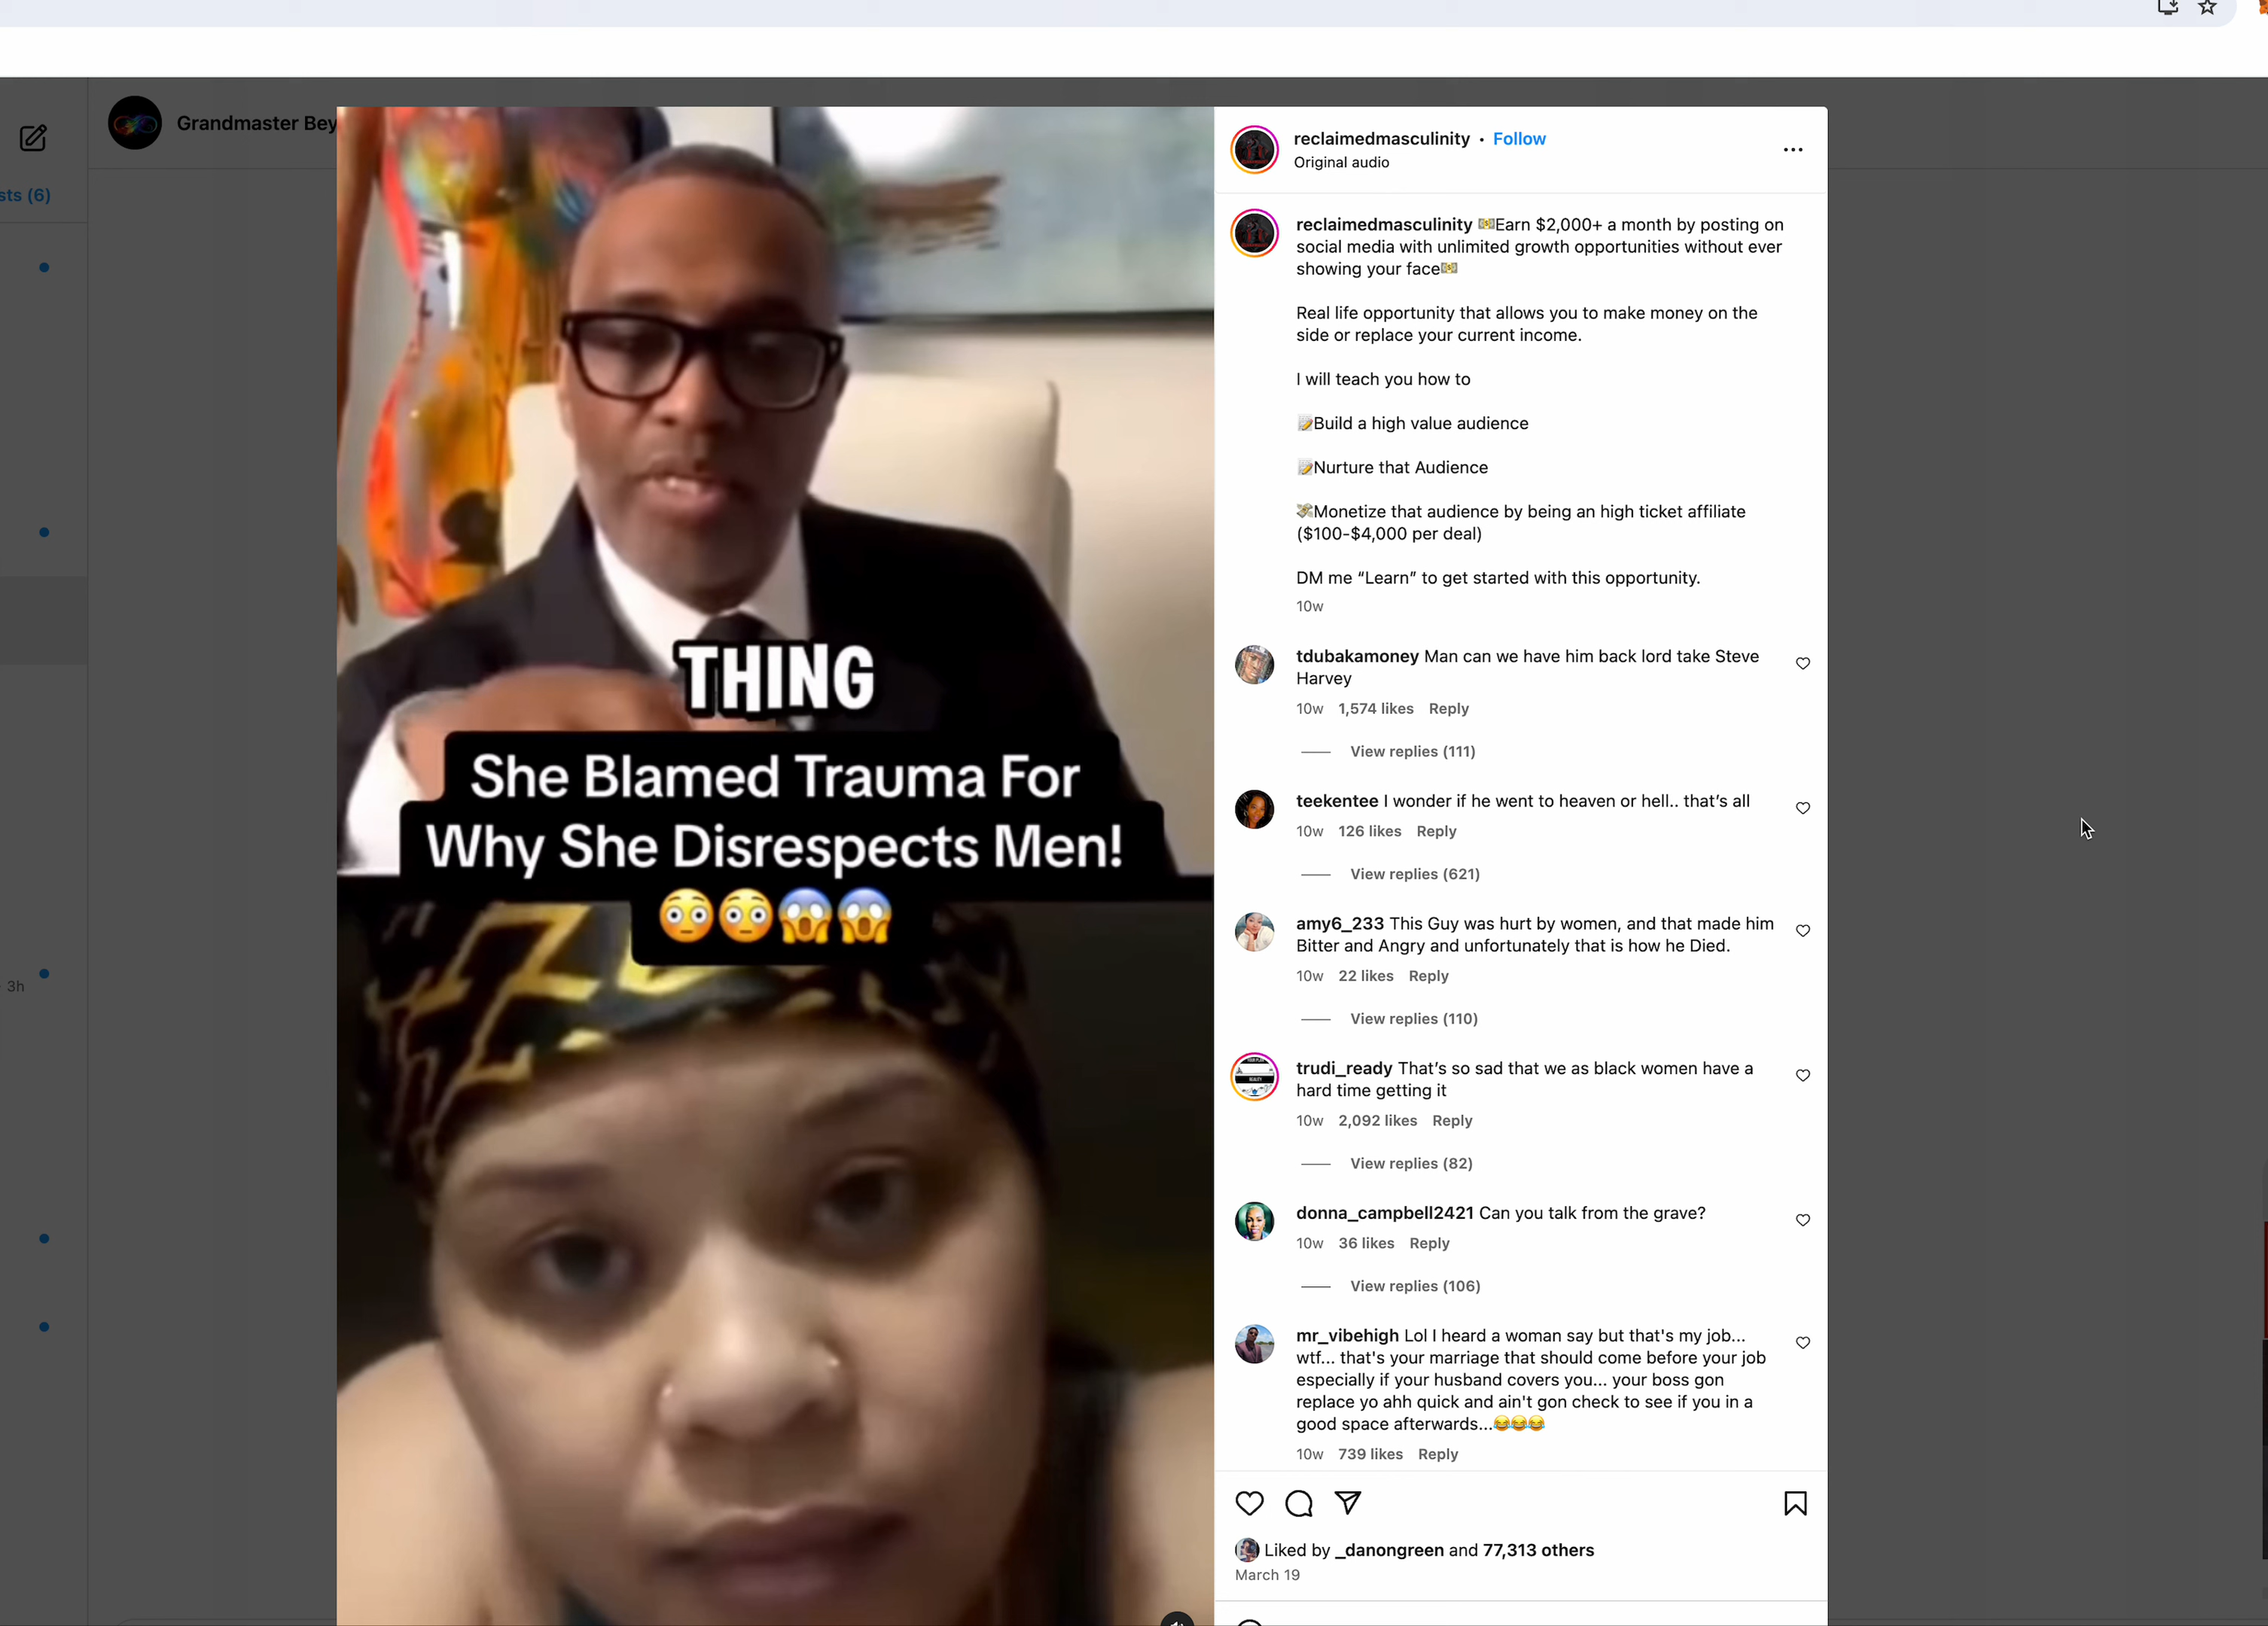 Grandmaster Bey
sts (6)
3h
THING
She Blamed Trauma For
Why She Disrespects Men!
😳😳😱😱
reclaimedmasculinity • Follow
Original audio
reclaimedmasculinity 💵Earn $2,000+ a month by posting on
social media with unlimited growth opportunities without ever
showing your face💵
Real life opportunity that allows you to make money on the
side or replace your current income.
I will teach you how to
📝Build a high value audience
📝Nurture that Audience
💸Monetize that audience by being an high ticket affiliate
($100-$4,000 per deal)
DM me “Learn” to get started with this opportunity.
10w
tdubakamoney Man can we have him back lord take Steve
Harvey
10w 1,574 likes Reply
View replies (111)
teekentee I wonder if he went to heaven or hell.. that’s all
10w 126 likes Reply
View replies (621)
amy6_233 This Guy was hurt by women, and that made him
Bitter and Angry and unfortunately that is how he Died.
10w 22 likes Reply
View replies (110)
trudi_ready That’s so sad that we as black women have a
hard time getting it
10w 2,092 likes Reply
View replies (82)
donna_campbell2421 Can you talk from the grave?
10w 36 likes Reply
View replies (106)
mr_vibehigh Lol I heard a woman say but that's my job...
wtf... that's your marriage that should come before your job
especially if your husband covers you... your boss gon
replace yo ahh quick and ain't gon check to see if you in a
good space afterwards...😂😂😂
10w 739 likes Reply
Liked by _danongreen and 77,313 others
March 19